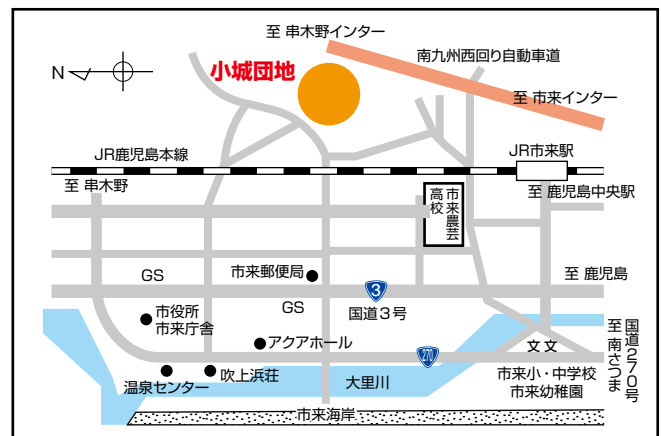 至 串木野インター
南九州西回り自動車道
N
小城団地
至 市来インター
JR鹿児島本線
JR市来駅
至 串木野
至 鹿児島中央駅
市来農芸
高校
市来郵便局
GS
至 鹿児島
3
GS
国道3号
市役所
市来庁舎
アクアホール
270
国道270号
至 南さつま
文 文
温泉センター
吹上浜荘
大里川
市来小・中学校
市来幼稚園
市来海岸